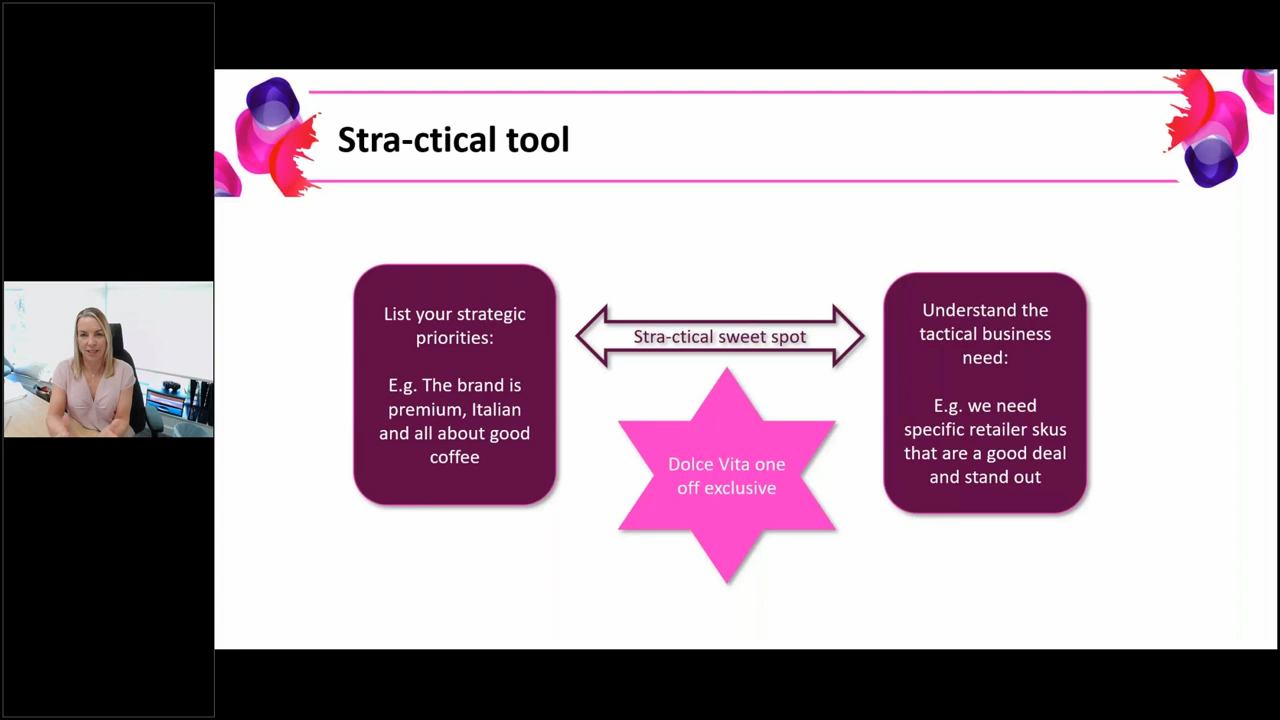 Stra-ctical tool
List your strategic
priorities:
E.g. The brand is
premium, Italian
and all about good
coffee
Stra-ctical sweet spot
Dolce Vita one
off exclusive
Understand the
tactical business
need:
E.g. we need
specific retailer skus
that are a good deal
and stand out